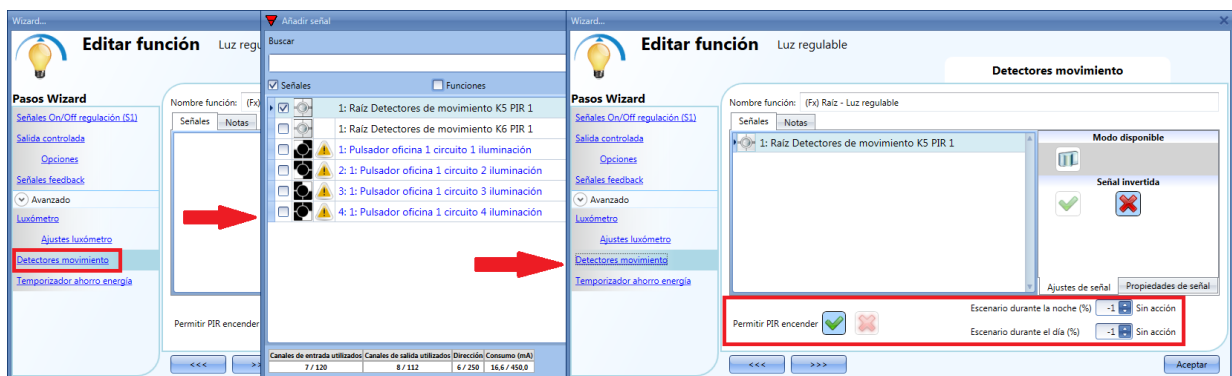 Wizard...
Editar función Luz regu
Pasos Wizard
Señales On/Off regulación (S1)
Salida controlada
Opciones
Señales feedback
Avanzado
Luxómetro
Ajustes luxómetro
Detectores movimiento
Temporizador ahorro energía
Nombre función: (Fx)
Señales Notas
Permitir PIR encender
<<< >>
Añadir señal
Buscar
Señales Funciones
1: Raíz Detectores de movimiento K5 PIR 1
1: Raíz Detectores de movimiento K6 PIR 1
1: Pulsador oficina 1 circuito 1 iluminación
2: 1: Pulsador oficina 1 circuito 2 iluminación
3: 1: Pulsador oficina 1 circuito 3 iluminación
4: 1: Pulsador oficina 1 circuito 4 iluminación
Canales de entrada utilizados Canales de salida utilizados Dirección Consumo (mA)
7 / 120 8 / 112 6 / 250 16,6 / 450,0
Wizard...
Editar función Luz regulable
Detectores movimiento
Pasos Wizard
Señales On/Off regulación (S1)
Salida controlada
Opciones
Señales feedback
Avanzado
Luxómetro
Ajustes luxómetro
Detectores movimiento
Temporizador ahorro energía
Nombre función: (Fx) Raíz - Luz regulable
Señales Notas
1: Raíz Detectores de movimiento K5 PIR 1
Modo disponible
Señal invertida
Ajustes de señal Propiedades de señal
Permitir PIR encender
Escenario durante la noche (%) -1 Sin acción
Escenario durante el día (%) -1 Sin acción
<<< >>> Aceptar